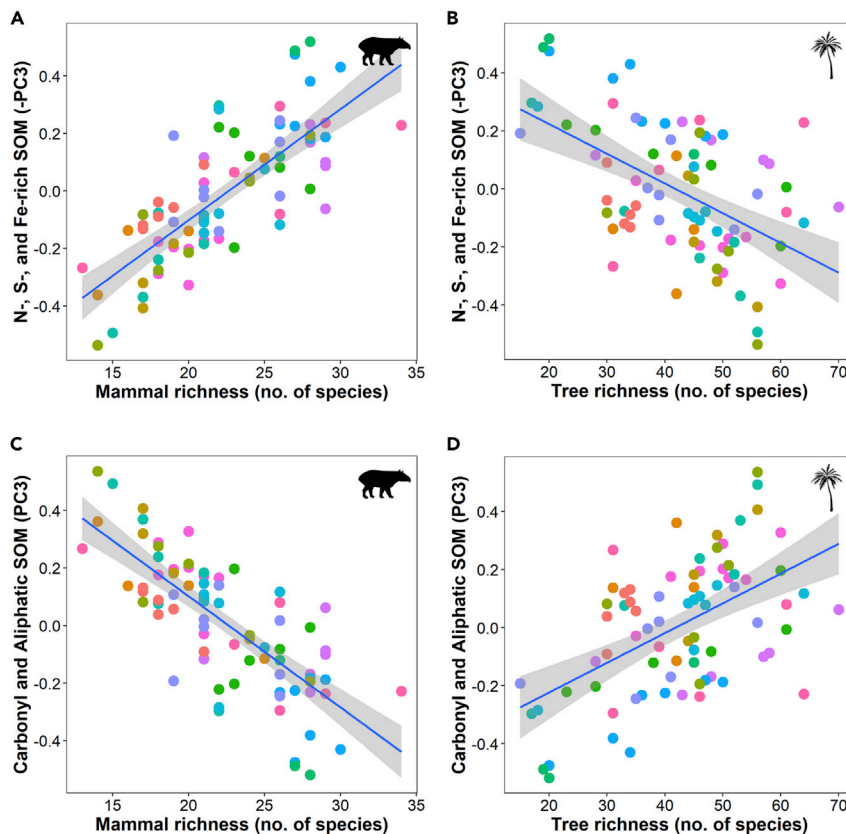 A
B
N-, S-, and Fe-rich SOM (-PC3)
0.4
0.2
0.0
-0.2
-0.4
15 20 25 30 35
Mammal richness (no. of species)
N-, S-, and Fe-rich SOM (-PC3)
0.4
0.2
0.0
-0.2
-0.4
20 30 40 50 60 70
Tree richness (no. of species)
C
D
Carbonyl and Aliphatic SOM (PC3)
0.4
0.2
0.0
-0.2
-0.4
15 20 25 30 35
Mammal richness (no. of species)
Carbonyl and Aliphatic SOM (PC3)
0.4
0.2
0.0
-0.2
-0.4
20 30 40 50 60 70
Tree richness (no. of species)